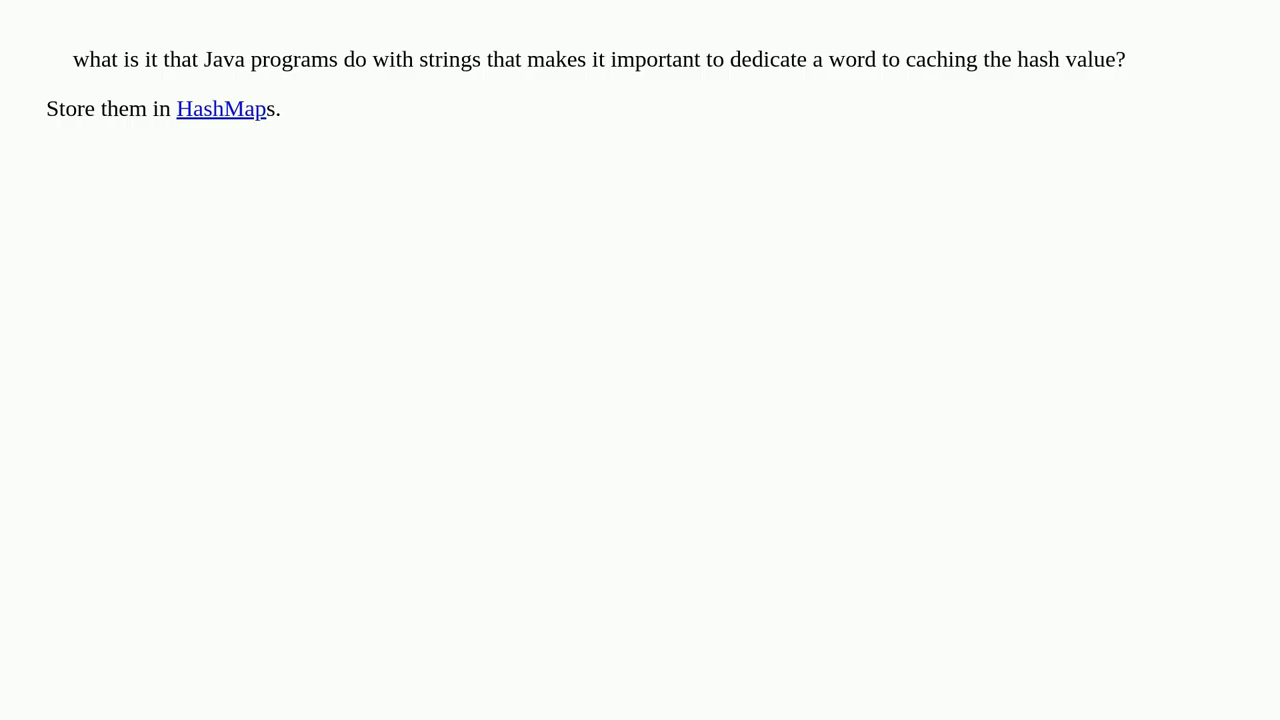 what is it that Java programs do with strings that makes it important to dedicate a word to caching the hash value?
Store them in HashMaps.